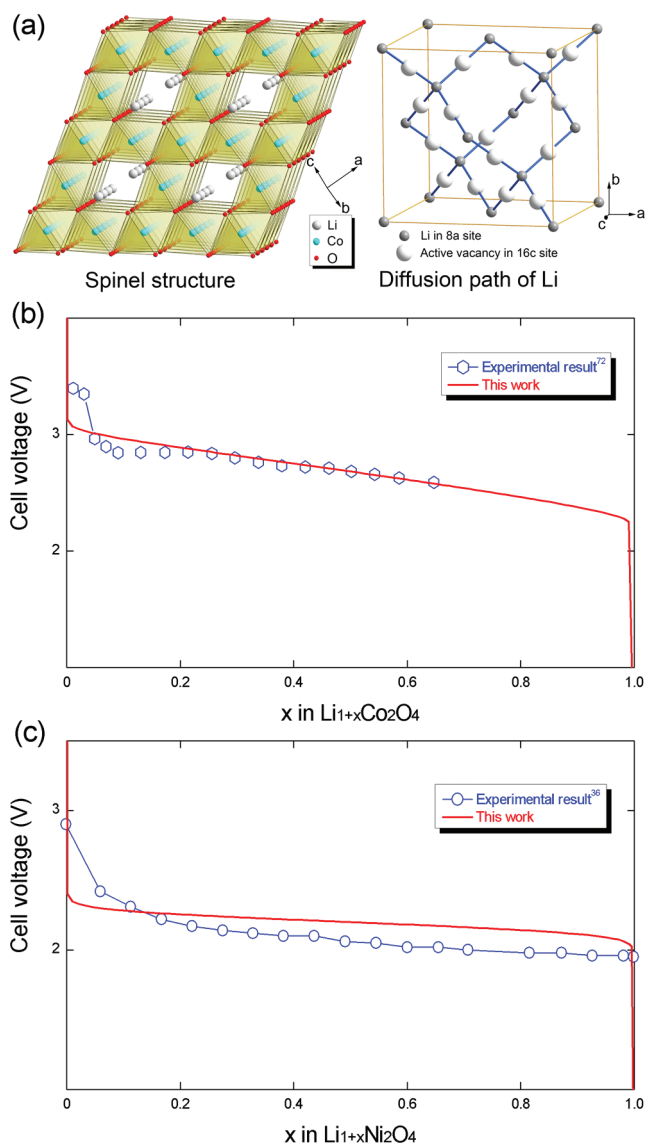 (a)
c
a
b
Li
Co
O
Spinel structure
b
c
a
Li in 8a site
Active vacancy in 16c site
Diffusion path of Li
(b)
Cell voltage (V)
3
2
Experimental result72
This work
0
0.2
0.4
0.6
0.8
1.0
x in Li1+xCo2O4
(c)
Cell voltage (V)
3
2
Experimental result36
This work
0
0.2
0.4
0.6
0.8
1.0
x in Li1+xNi2O4